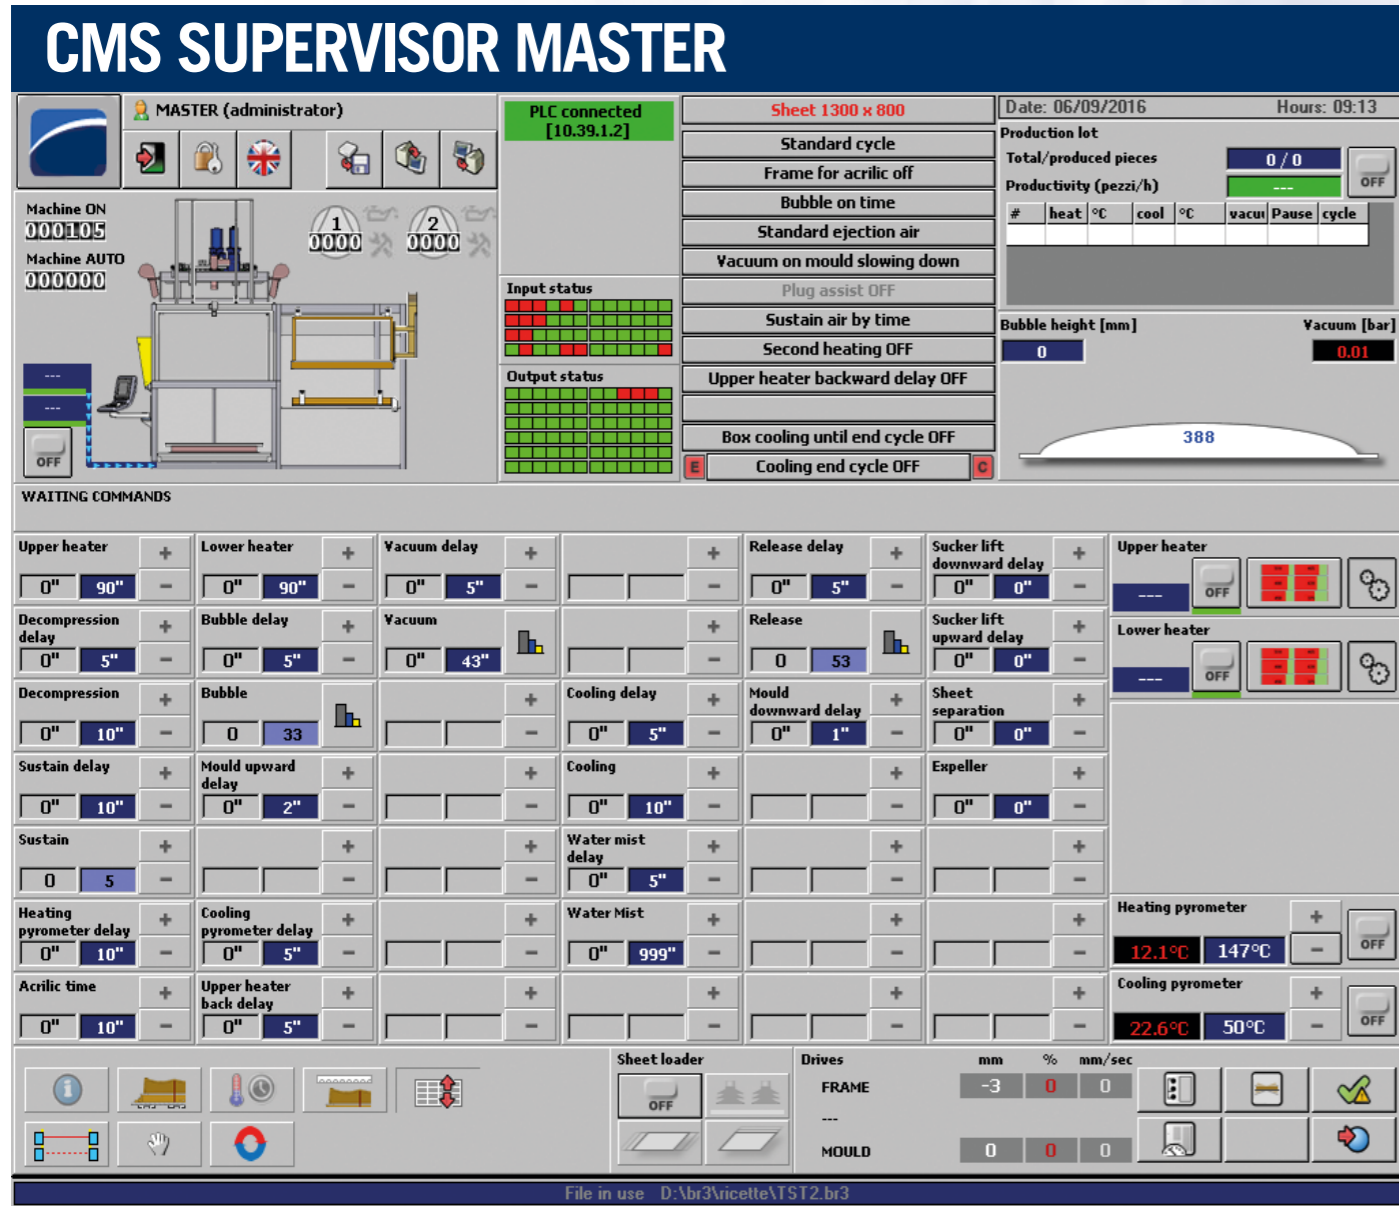 CMS SUPERVISOR MASTER
MASTER (administrator)
PLC connected
[10.39.1.2]
Sheet 1300 x 800
Date: 06/09/2016 Hours: 09:13
Standard cycle
Frame for acrilic off
Bubble on time
Standard ejection air
Vacuum on mould slowing down
Plug assist OFF
Sustain air by time
Second heating OFF
Upper heater backward delay OFF
Box cooling until end cycle OFF
E Cooling end cycle OFF C
Production lot
Total/produced pieces 0 / 0
Productivity (pezzi/h) ---
OFF
# heat °C cool °C vacu Pause cycle
Machine ON
000105
Machine AUTO
000000
1 2
0000 0000
---
---
OFF
Input status
Output status
Bubble height [mm] Vacuum [bar]
0 0.01
388
WAITING COMMANDS
Upper heater + Lower heater + Vacuum delay + + Release delay + Sucker lift downward delay + Upper heater
0" 90" − 0" 90" − 0" 5" − − 0" 5" − 0" 0" − --- OFF
Decompression delay + Bubble delay + Vacuum + Release Sucker lift upward delay + Lower heater
0" 5" − 0" 5" − 0" 43" − 0 53 0" 0" − --- OFF
Decompression + Bubble + Cooling delay + Mould downward delay + Sheet separation +
0" 10" − 0 33 − 0" 5" − 0" 1" − 0" 0" −
Sustain delay + Mould upward delay + + Cooling + + Expeller +
0" 10" − 0" 2" − − 0" 10" − − 0" 0" −
Sustain + + + Water mist delay + + +
0 5 − − − 0" 5" − − −
Heating pyrometer delay + Cooling pyrometer delay + + Water Mist + + + Heating pyrometer +
0" 10" − 0" 5" − − 0" 999" − − − 12.1°C 147°C − OFF
Acrilic time + Upper heater back delay + + + + + Cooling pyrometer +
0" 10" − 0" 5" − − − − − 22.6°C 50°C − OFF
Sheet loader
OFF
Drives mm % mm/sec
FRAME -3 0 0
---
MOULD 0 0 0
File in use D:\br3\ricette\TST2.br3